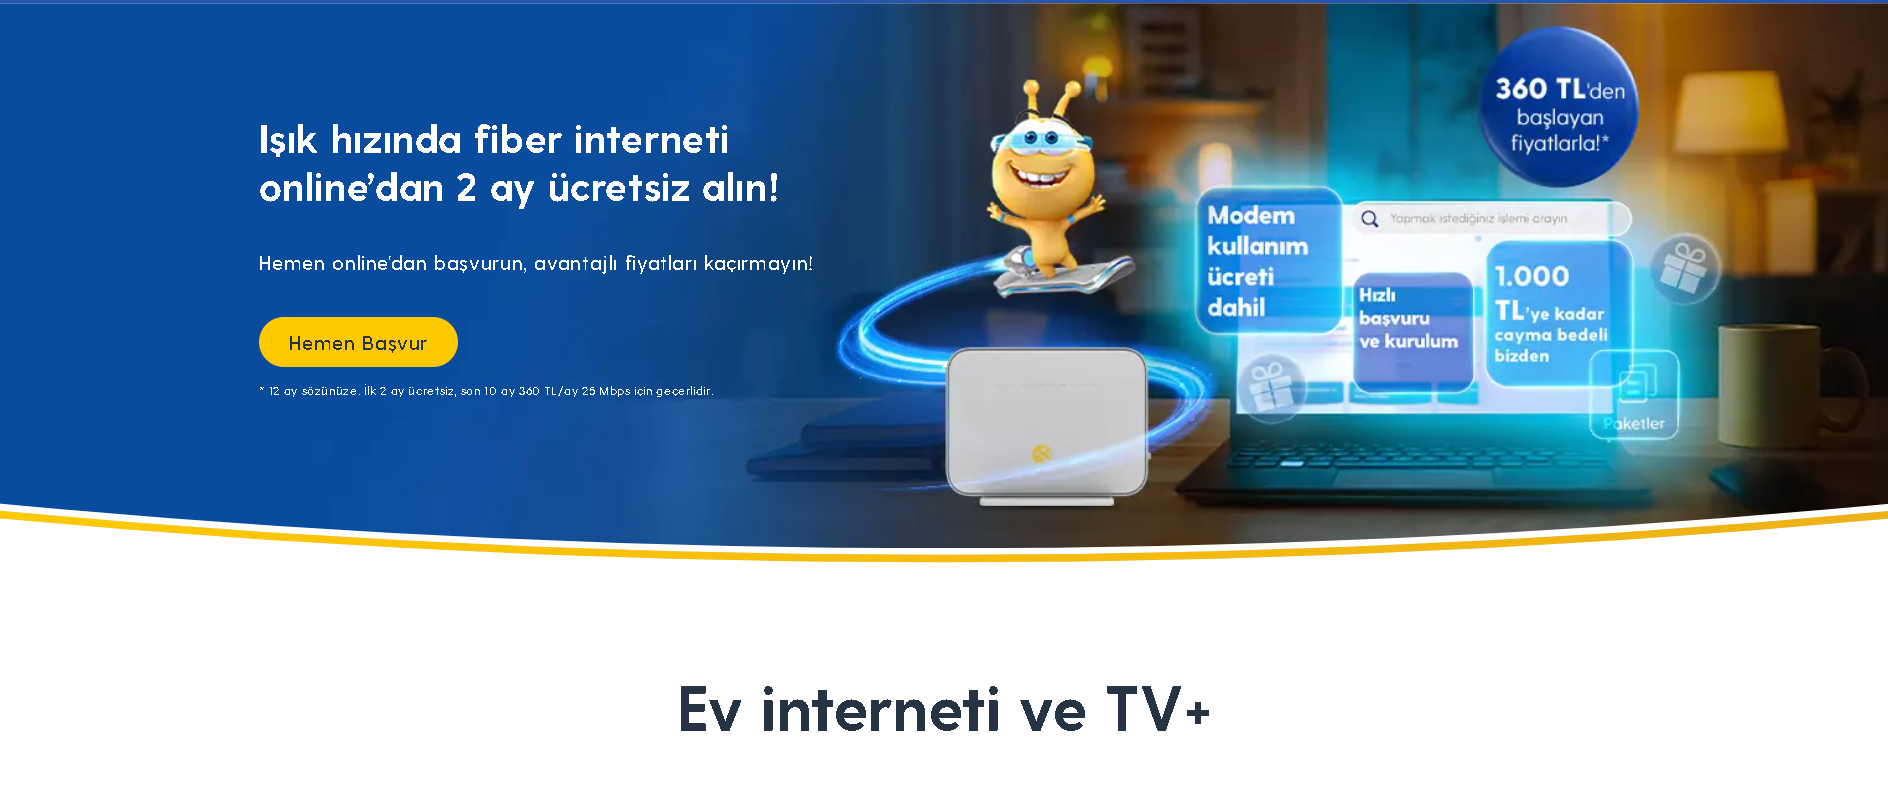 Işık hızında fiber interneti
online’dan 2 ay ücretsiz alın!
Hemen online'dan başvurun, avantajlı fiyatları kaçırmayın!
Hemen Başvur
* 12 ay sözünüze. İlk 2 ay ücretsiz, son 10 ay 360 TL/ay 25 Mbps için geçerlidir.
360 TL'den
başlayan
fiyatlarla!*
Modem
kullanım
ücreti
dahil
Yapmak istediğiniz işlemi arayın
Hızlı
başvuru
ve kurulum
1.000
TL'ye kadar
cayma bedeli
bizden
Paketler
Ev interneti ve TV+